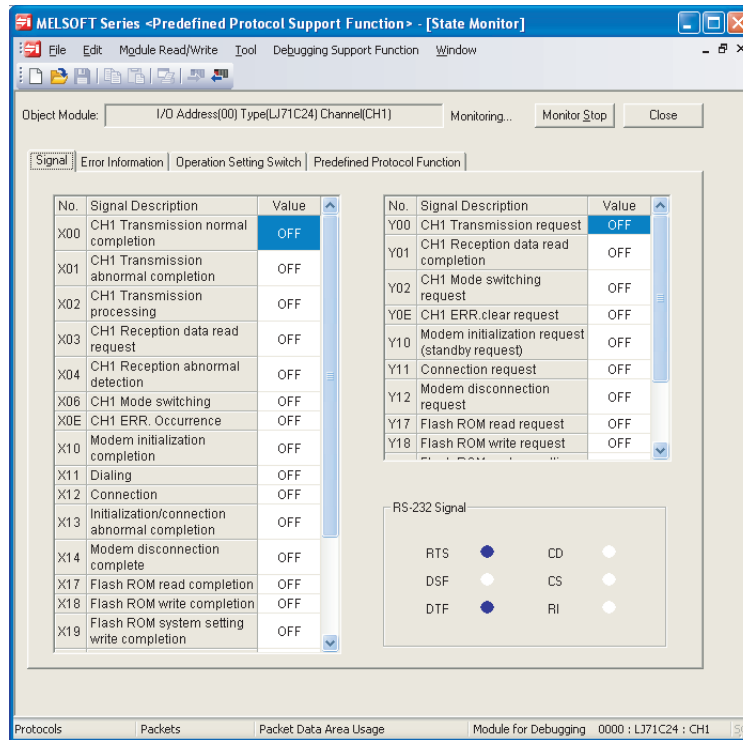 MELSOFT Series <Predefined Protocol Support Function> - [State Monitor]
File Edit Module Read/Write Tool Debugging Support Function Window
Object Module: I/O Address(00) Type(LJ71C24) Channel(CH1) Monitoring... Monitor Stop Close
Signal Error Information Operation Setting Switch Predefined Protocol Function
No. Signal Description Value
X00 CH1 Transmission normal completion OFF
X01 CH1 Transmission abnormal completion OFF
X02 CH1 Transmission processing OFF
X03 CH1 Reception data read request OFF
X04 CH1 Reception abnormal detection OFF
X06 CH1 Mode switching OFF
X0E CH1 ERR. Occurrence OFF
X10 Modem initialization completion OFF
X11 Dialing OFF
X12 Connection OFF
X13 Initialization/connection abnormal completion OFF
X14 Modem disconnection complete OFF
X17 Flash ROM read completion OFF
X18 Flash ROM write completion OFF
X19 Flash ROM system setting write completion OFF
No. Signal Description Value
Y00 CH1 Transmission request OFF
Y01 CH1 Reception data read completion OFF
Y02 CH1 Mode switching request OFF
Y0E CH1 ERR.clear request OFF
Y10 Modem initialization request (standby request) OFF
Y11 Connection request OFF
Y12 Modem disconnection request OFF
Y17 Flash ROM read request OFF
Y18 Flash ROM write request OFF
RS-232 Signal
RTS CD
DSF CS
DTF RI
Protocols Packets Packet Data Area Usage Module for Debugging 0000 : LJ71C24 : CH1